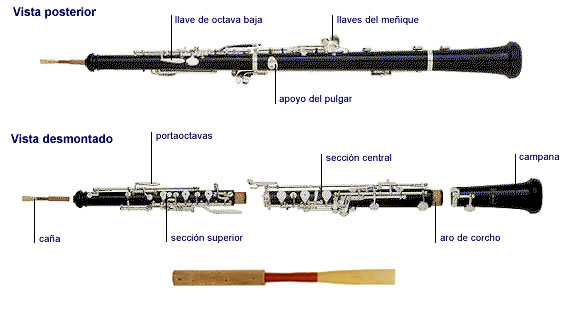 Vista posterior
llave de octava baja
llaves del meñique
apoyo del pulgar
Vista desmontado
portaoctavas
sección central
campana
caña
sección superior
aro de corcho